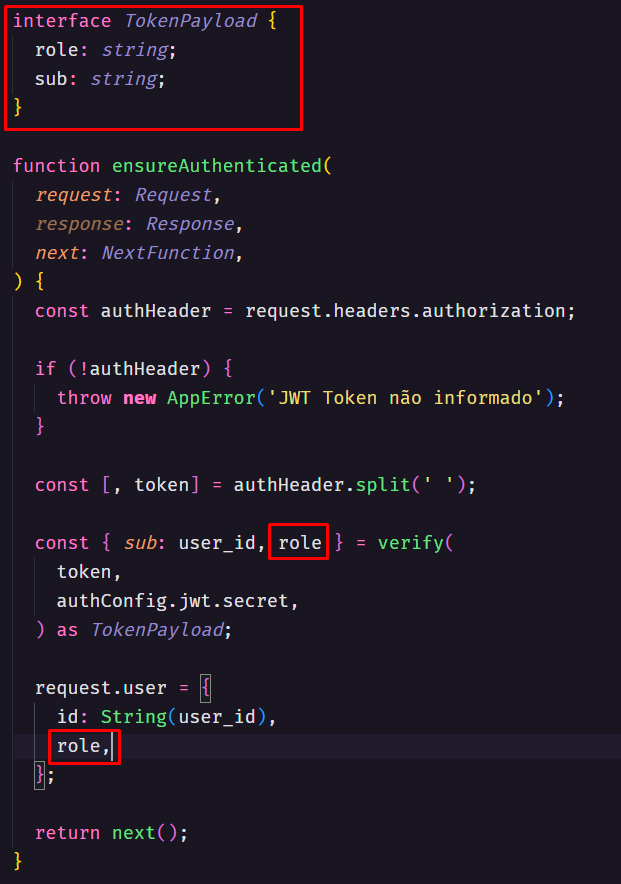 interface TokenPayload {
role: string;
sub: string;
}
function ensureAuthenticated(
request: Request,
response: Response,
next: NextFunction,
) {
const authHeader = request.headers.authorization;
if (!authHeader) {
throw new AppError('JWT Token não informado');
}
const [, token] = authHeader.split(' ');
const { sub: user_id, role } = verify(
token,
authConfig.jwt.secret,
) as TokenPayload;
request.user = {
id: String(user_id),
role,
};
return next();
}